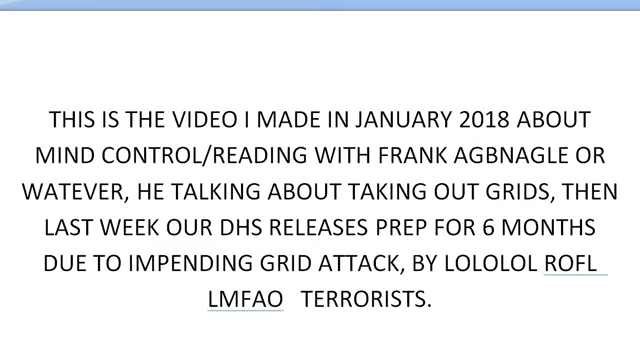 THIS IS THE VIDEO I MADE IN JANUARY 2018 ABOUT
MIND CONTROL/READING WITH FRANK AGBNAGLE OR
WATEVER, HE TALKING ABOUT TAKING OUT GRIDS, THEN
LAST WEEK OUR DHS RELEASES PREP FOR 6 MONTHS
DUE TO IMPENDING GRID ATTACK, BY LOLOLOL ROFL
LMFAO TERRORISTS.